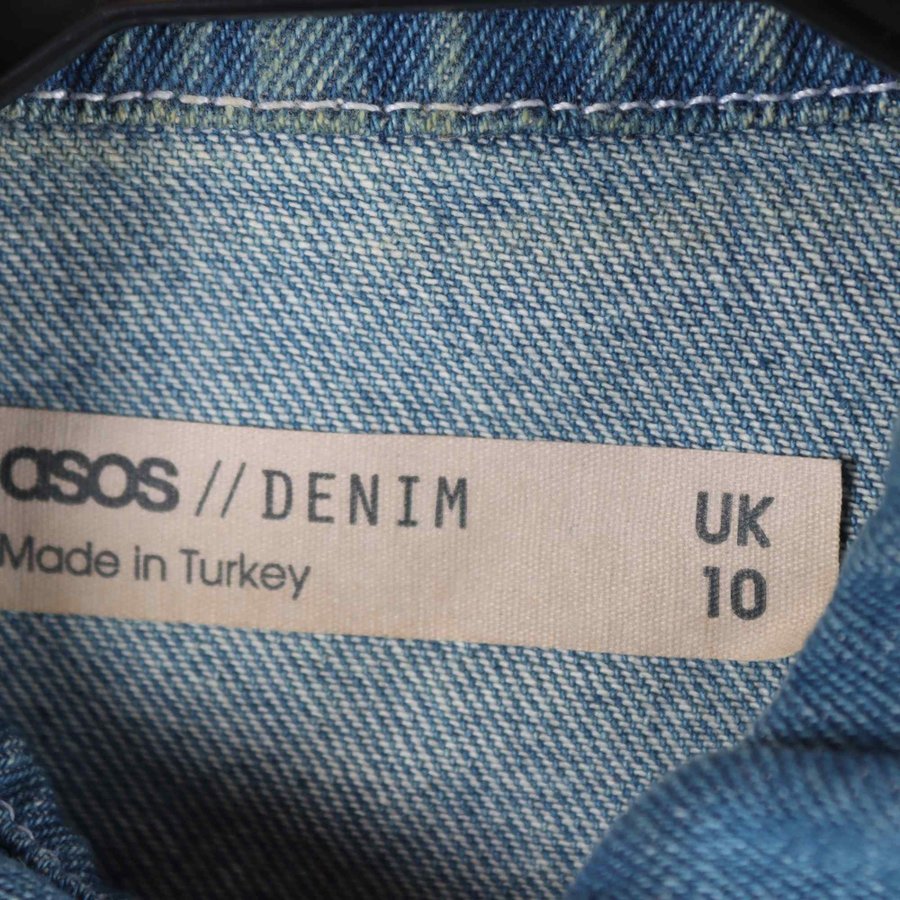 asos // DENIM
Made in Turkey
UK
10